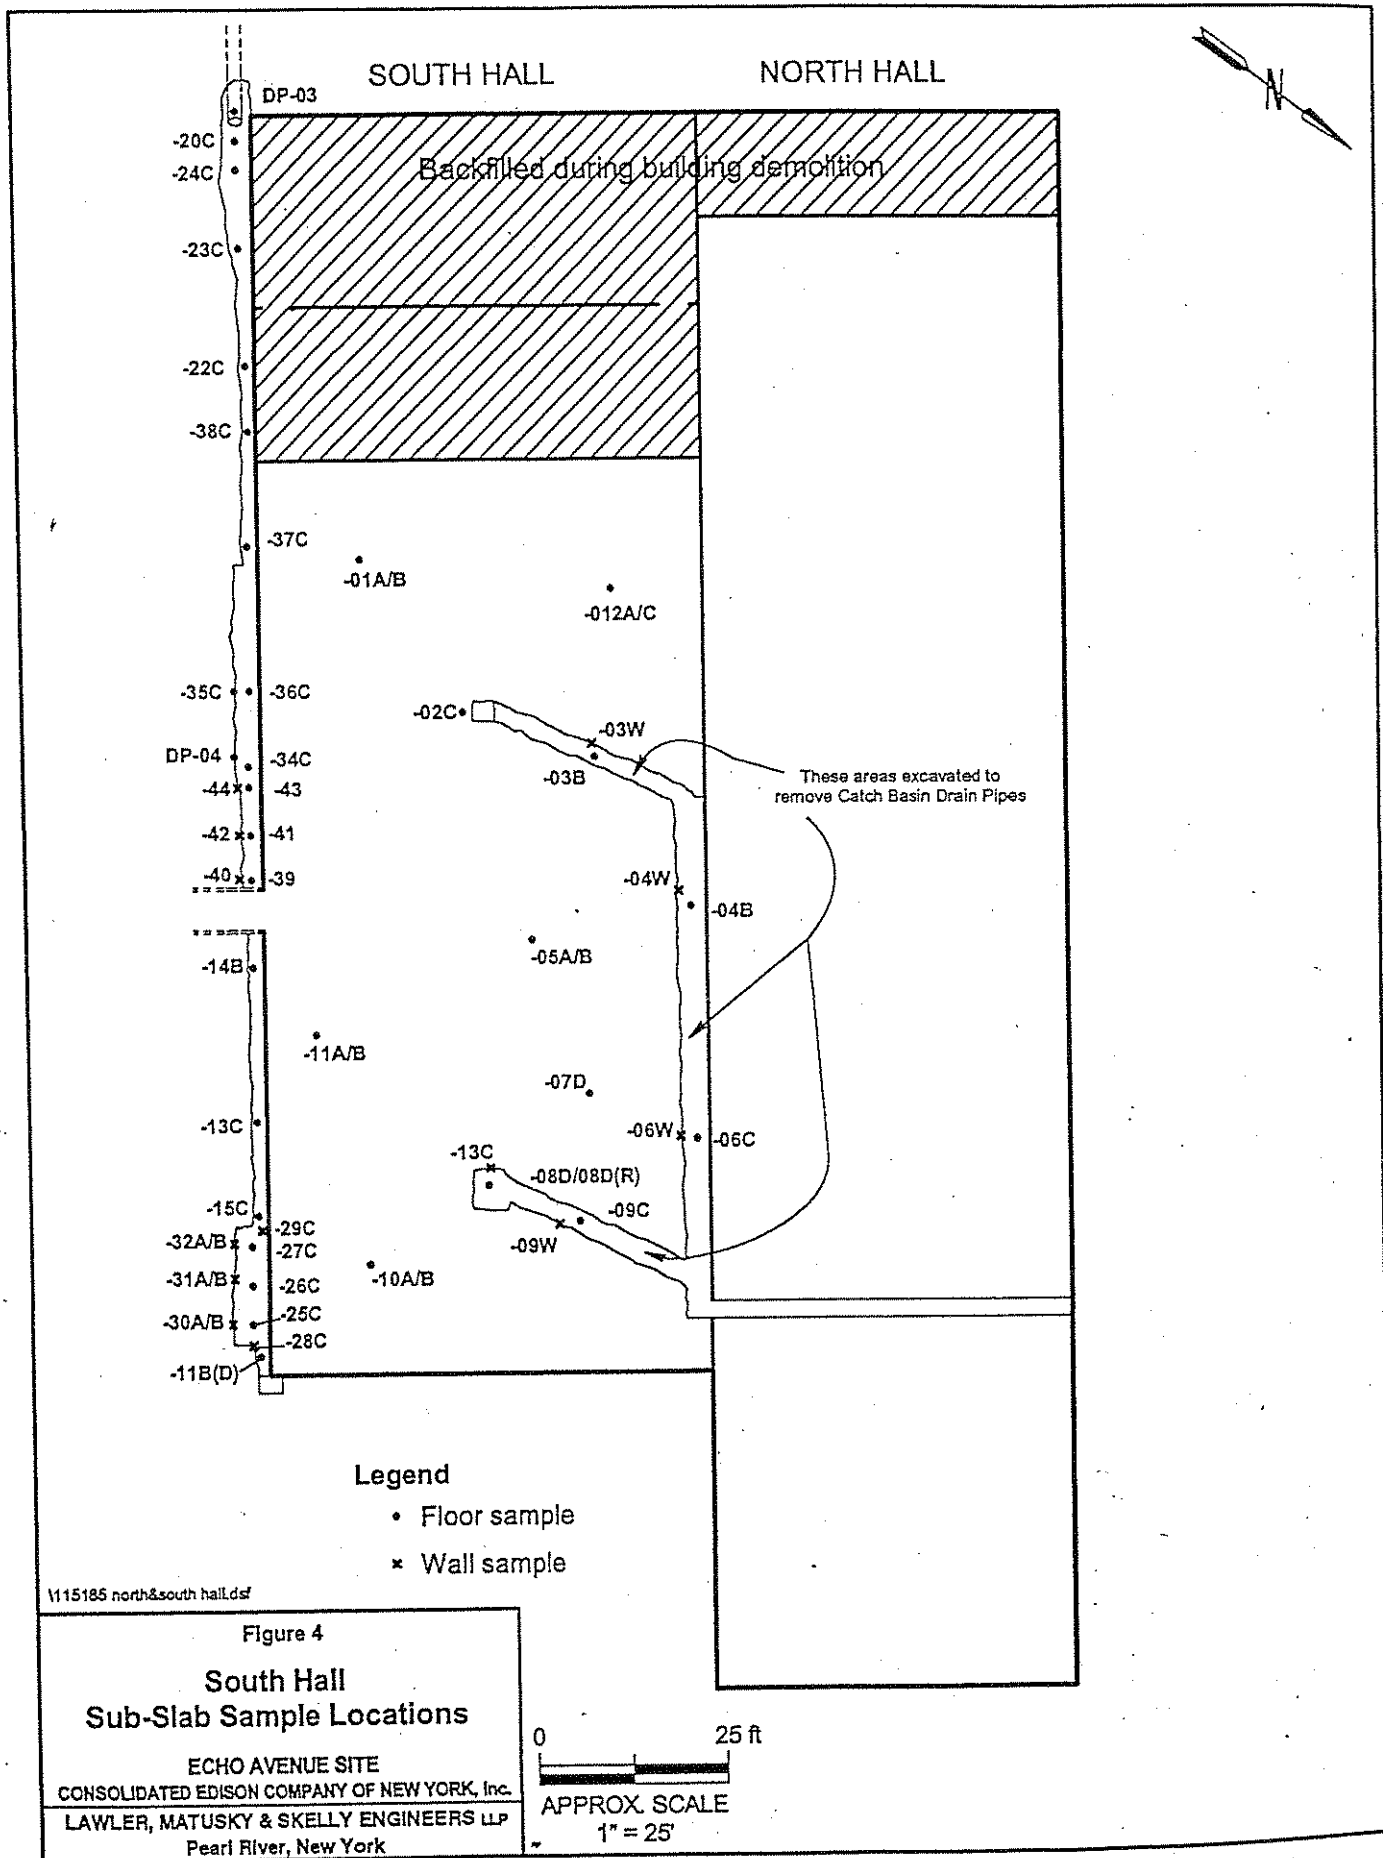 SOUTH HALL
NORTH HALL
N
DP-03
-20C
-24C
Backfilled during building demolition
-23C
-22C
-38C
-37C
-01A/B
-012A/C
-35C
-36C
-02C
-03W
DP-04
-34C
-03B
These areas excavated to
remove Catch Basin Drain Pipes
-44
-43
-42
-41
-40
-39
-04W
-04B
-05A/B
-14B
-11A/B
-07D
-13C
-06W
-06C
-13C
-08D/08D(R)
-15C
-09C
-29C
-32A/B
-27C
-09W
-31A/B
-26C
-10A/B
-30A/B
-25C
-28C
-11B(D)
Legend
• Floor sample
× Wall sample
\115185 north&south hall.dsf
Figure 4
South Hall
Sub-Slab Sample Locations
ECHO AVENUE SITE
CONSOLIDATED EDISON COMPANY OF NEW YORK, Inc.
LAWLER, MATUSKY & SKELLY ENGINEERS LLP
Pearl River, New York
0 25 ft
APPROX. SCALE
1" = 25'